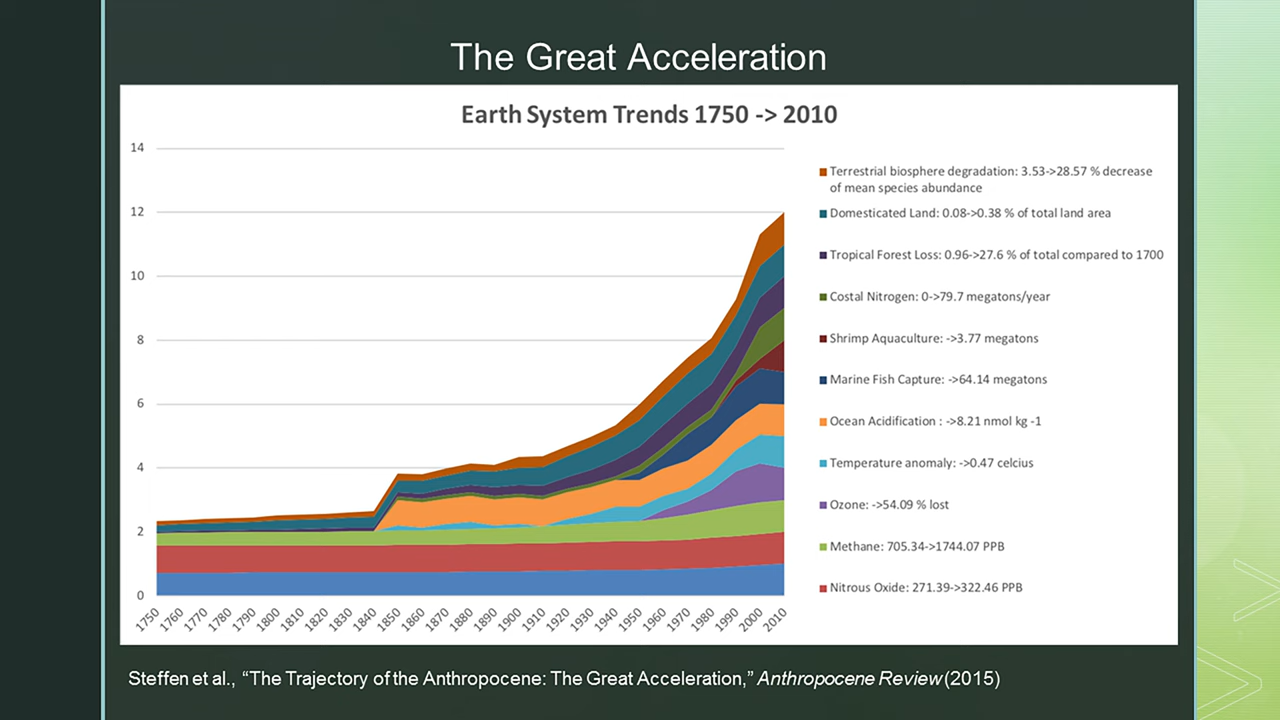 The Great Acceleration
Earth System Trends 1750 -> 2010
14
12
10
8
6
4
2
0
1750 1760 1770 1780 1790 1800 1810 1820 1830 1840 1850 1860 1870 1880 1890 1900 1910 1920 1930 1940 1950 1960 1970 1980 1990 2000 2010
Terrestrial biosphere degradation: 3.53->28.57 % decrease
of mean species abundance
Domesticated Land: 0.08->0.38 % of total land area
Tropical Forest Loss: 0.96->27.6 % of total compared to 1700
Costal Nitrogen: 0->79.7 megatons/year
Shrimp Aquaculture: ->3.77 megatons
Marine Fish Capture: ->64.14 megatons
Ocean Acidification : ->8.21 nmol kg -1
Temperature anomaly: ->0.47 celcius
Ozone: ->54.09 % lost
Methane: 705.34->1744.07 PPB
Nitrous Oxide: 271.39->322.46 PPB
Steffen et al., “The Trajectory of the Anthropocene: The Great Acceleration,” Anthropocene Review (2015)